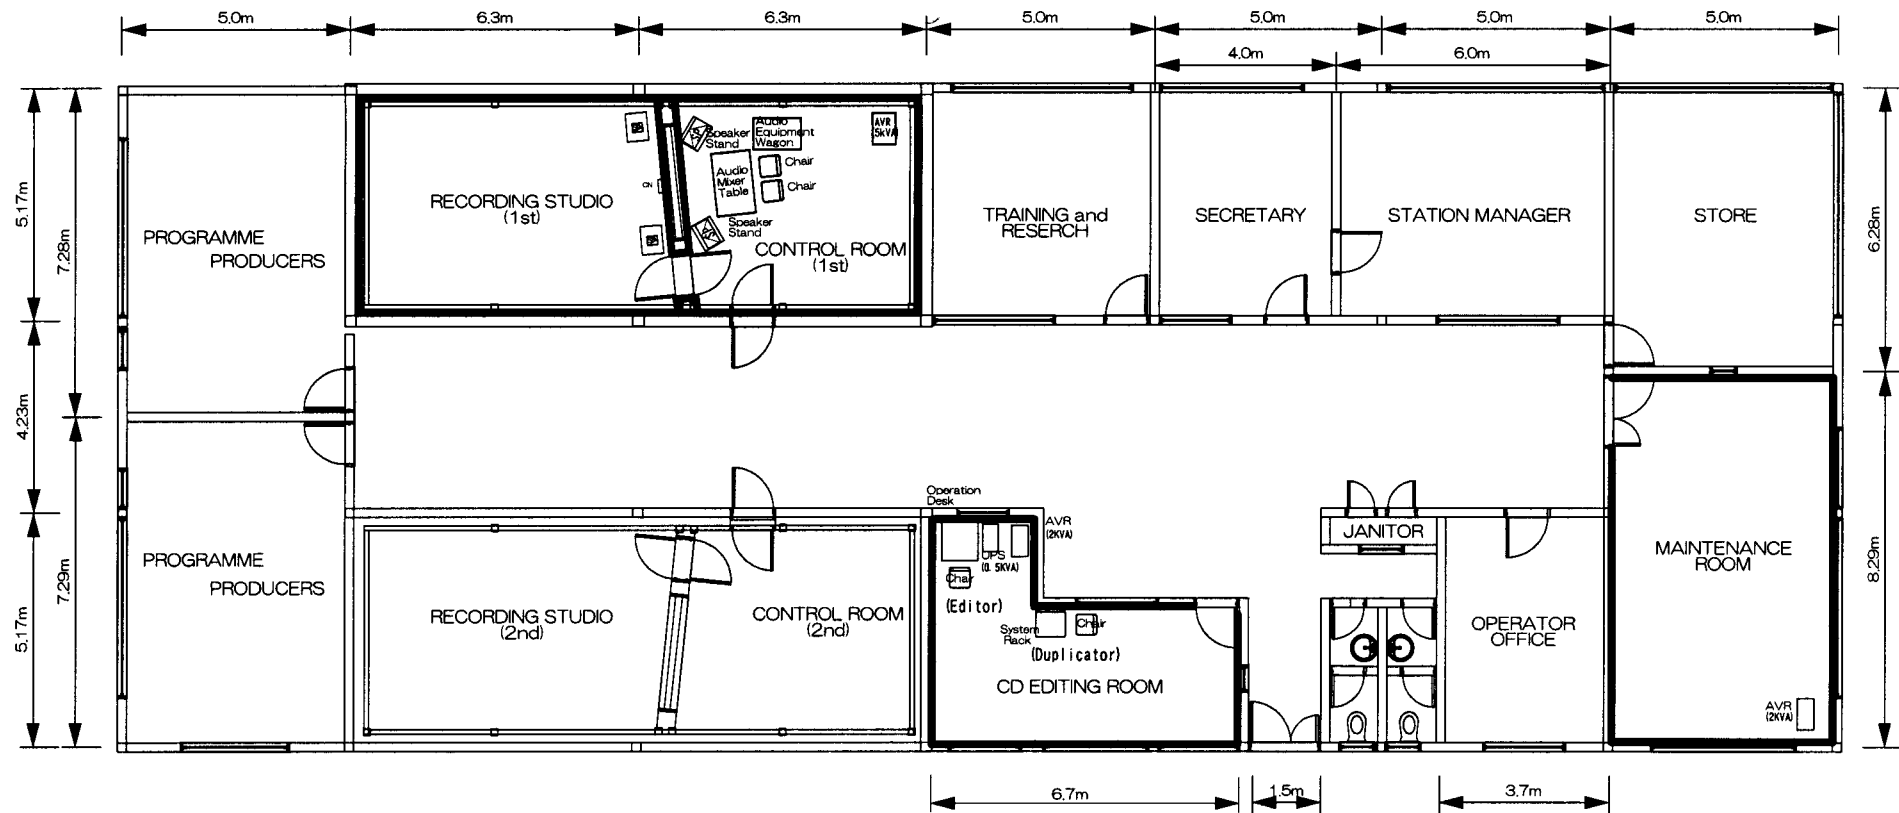 5.0m 6.3m 6.3m 5.0m 5.0m 5.0m 5.0m
4.0m 6.0m
5.17m
7.28m
4.23m
7.29m
5.17m
6.28m
8.29m
PROGRAMME
PRODUCERS
RECORDING STUDIO
(1st)
CN
Speaker
Stand
Audio
Equipment
Wagon
AVR
(5kVA)
Audio
Mixer
Table
Chair
Chair
Speaker
Stand
CONTROL ROOM
(1st)
TRAINING and
RESERCH
SECRETARY
STATION MANAGER
STORE
PROGRAMME
PRODUCERS
RECORDING STUDIO
(2nd)
CONTROL ROOM
(2nd)
Operation
Desk
UPS
(0.5KVA)
AVR
(2KVA)
Chair
(Editor)
System
Rack
Chair
(Duplicator)
CD EDITING ROOM
JANITOR
OPERATOR
OFFICE
MAINTENANCE
ROOM
AVR
(2KVA)
6.7m 1.5m 3.7m